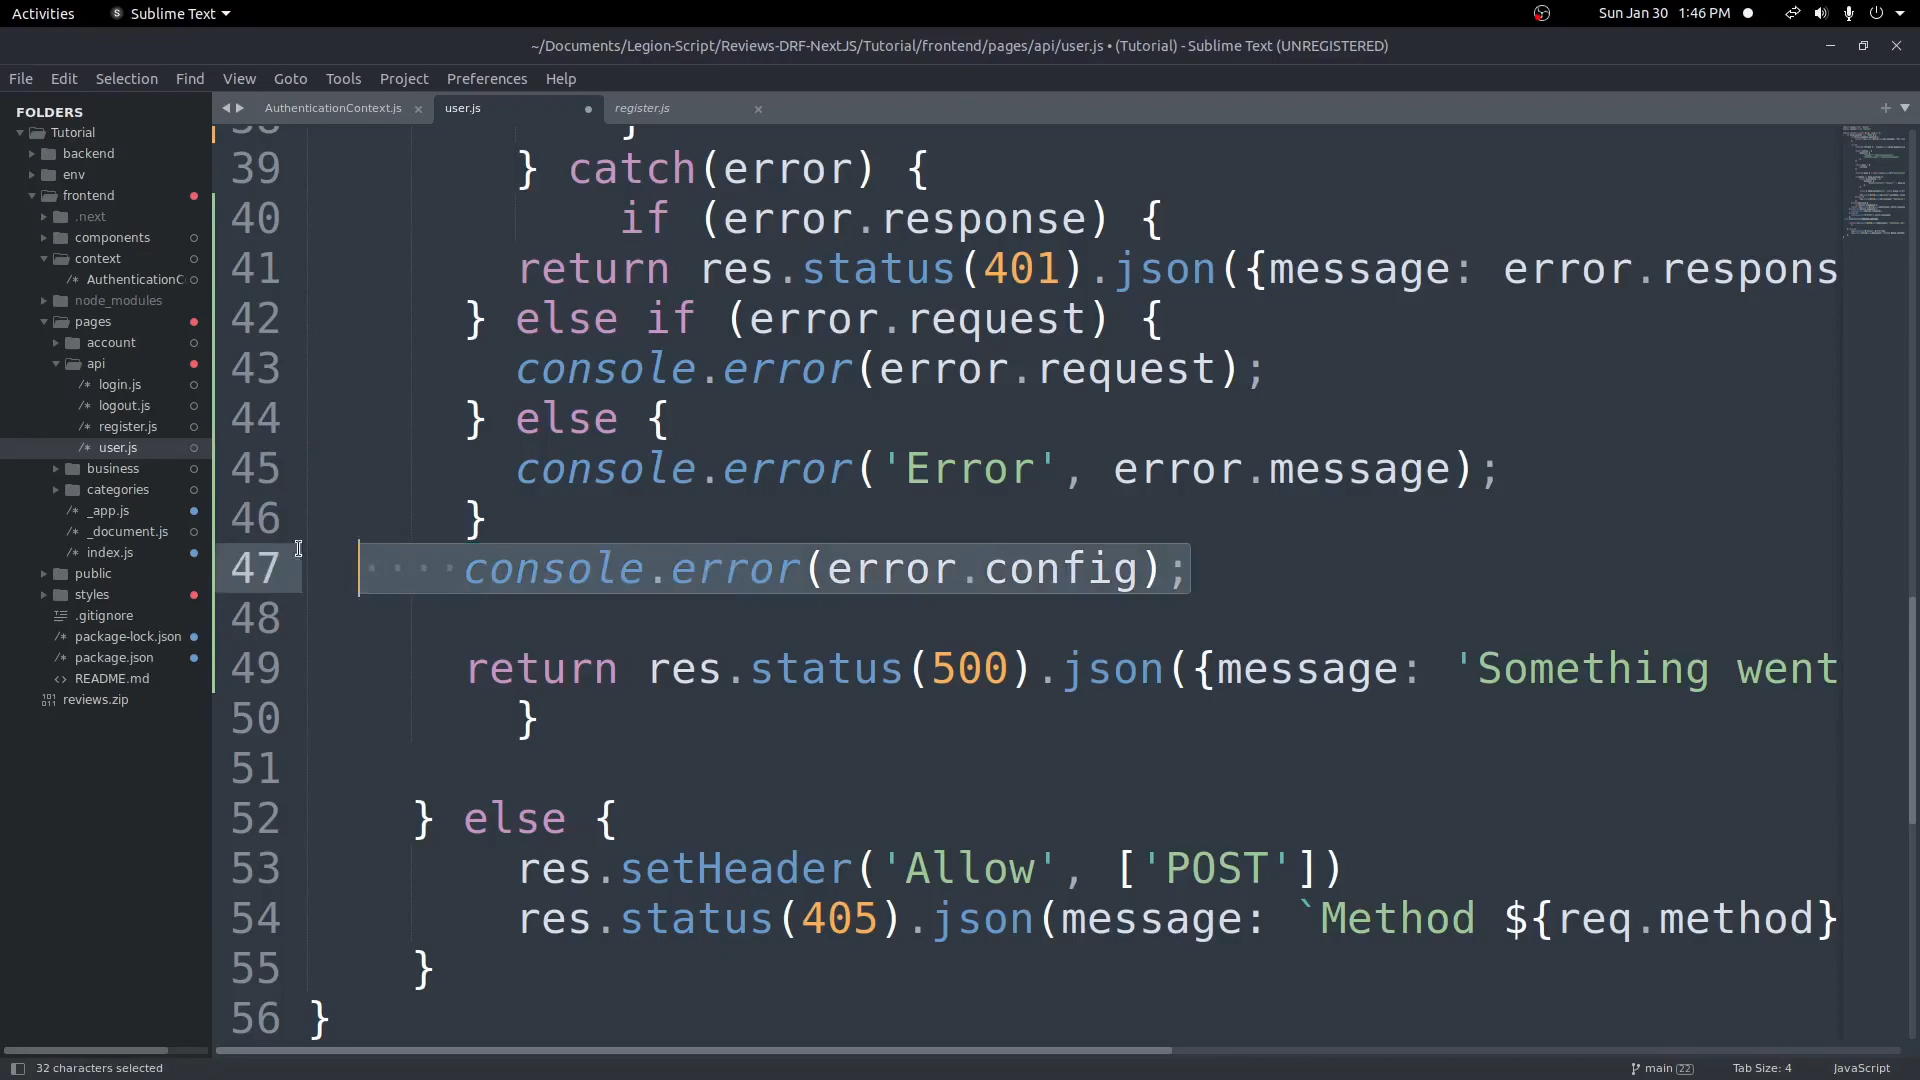 Activities
Sublime Text
Sun Jan 30 1:46 PM
~/Documents/Legion-Script/Reviews-DRF-NextJS/Tutorial/frontend/pages/api/user.js • (Tutorial) - Sublime Text (UNREGISTERED)
File Edit Selection Find View Goto Tools Project Preferences Help
FOLDERS
Tutorial
backend
env
frontend
.next
components
context
/* AuthenticationC
node_modules
pages
account
api
/* login.js
/* logout.js
/* register.js
/* user.js
business
categories
/* _app.js
/* _document.js
/* index.js
public
styles
.gitignore
/* package-lock.json
/* package.json
<> README.md
reviews.zip
AuthenticationContext.js
user.js
register.js
38 }
39 } catch(error) {
40 if (error.response) {
41 return res.status(401).json({message: error.respons
42 } else if (error.request) {
43 console.error(error.request);
44 } else {
45 console.error('Error', error.message);
46 }
47 console.error(error.config);
48
49 return res.status(500).json({message: 'Something went
50 }
51
52 } else {
53 res.setHeader('Allow', ['POST'])
54 res.status(405).json(message: `Method ${req.method}
55 }
56 }
32 characters selected
main 22
Tab Size: 4
JavaScript